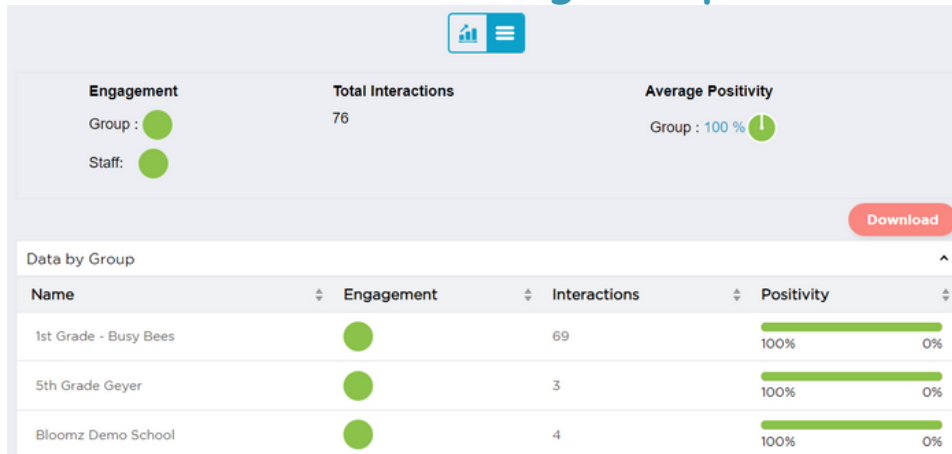 Engagement Total Interactions Average Positivity
Group : 76 Group : 100 %
Staff:
Download
Data by Group
Name Engagement Interactions Positivity
1st Grade - Busy Bees 69 100% 0%
5th Grade Geyer 3 100% 0%
Bloomz Demo School 4 100% 0%